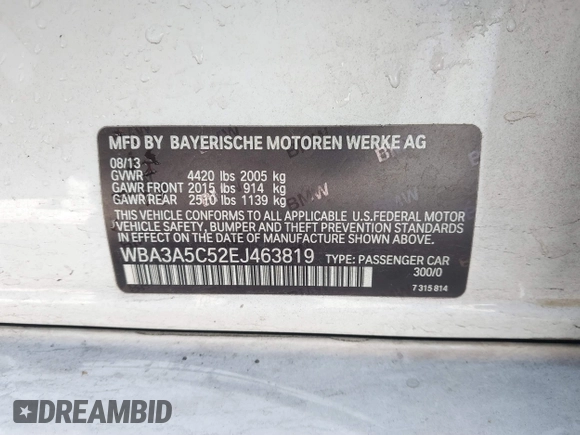 MFD BY BAYERISCHE MOTOREN WERKE AG
08/13
GVWR 4420 lbs 2005 kg
GAWR FRONT 2015 lbs 914 kg
GAWR REAR 2510 lbs 1139 kg
THIS VEHICLE CONFORMS TO ALL APPLICABLE U.S.FEDERAL MOTOR
VEHICLE SAFETY, BUMPER AND THEFT PREVENTION STANDARDS
IN EFFECT ON THE DATE OF MANUFACTURE SHOWN ABOVE.
WBA3A5C52EJ463819 TYPE: PASSENGER CAR
300/0
7 315 814
BMW
DREAMBID